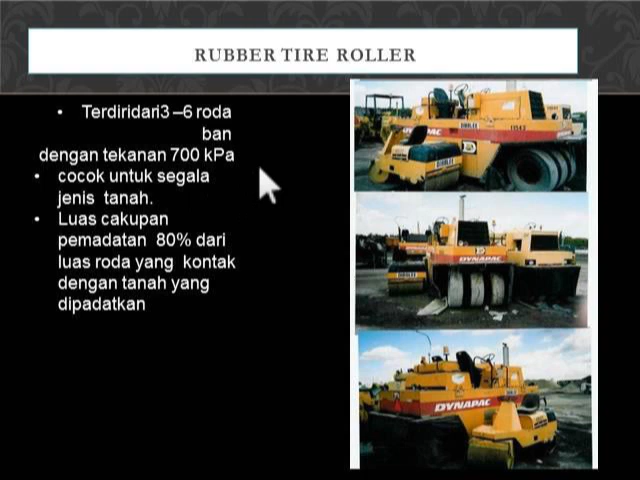 RUBBER TIRE ROLLER
• Terdiridari3 –6 roda
ban
dengan tekanan 700 kPa
• cocok untuk segala
jenis tanah.
• Luas cakupan
pemadatan 80% dari
luas roda yang kontak
dengan tanah yang
dipadatkan
DYNAPAC
DYNAPAC